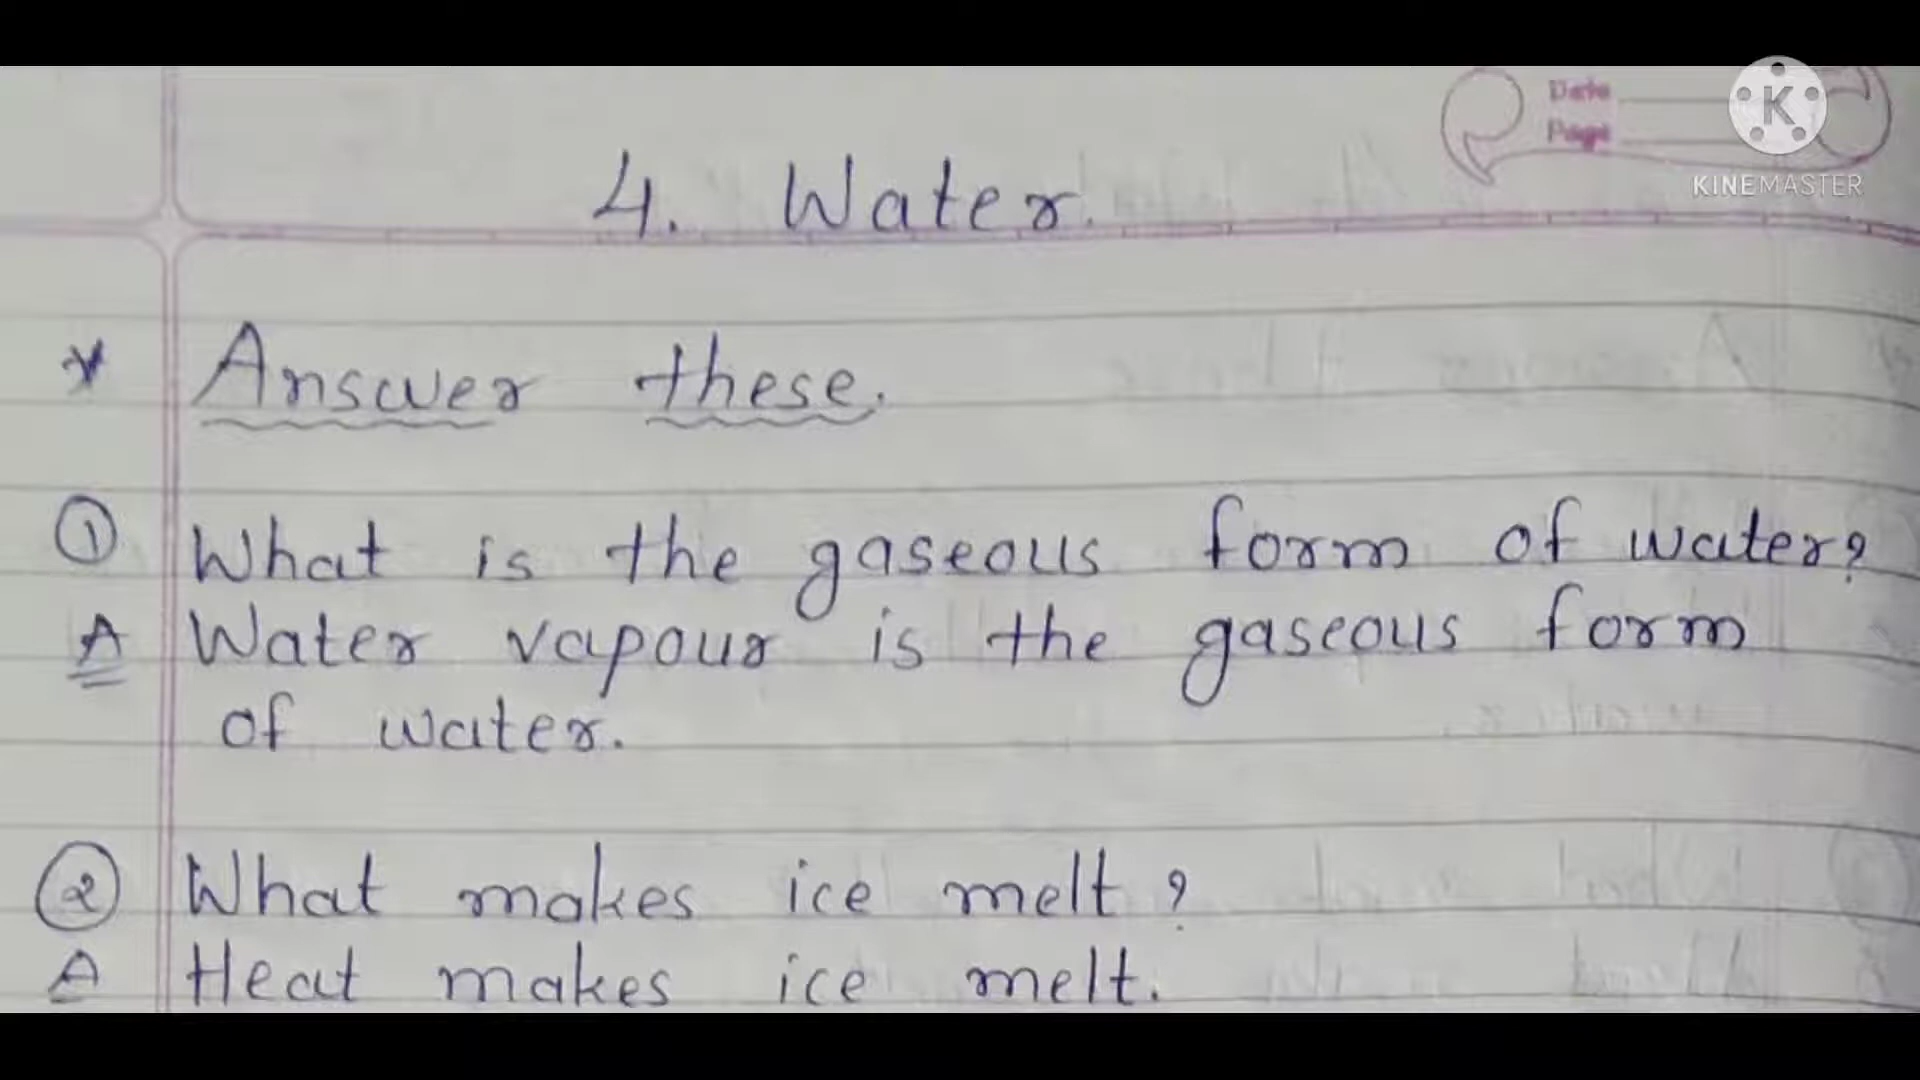 Date
Page
KINEMASTER
4. Water.
* Answer these.
① What is the gaseous form of water?
A Water vapour is the gaseous form
of water.
② What makes ice melt?
A Heat makes ice melt.